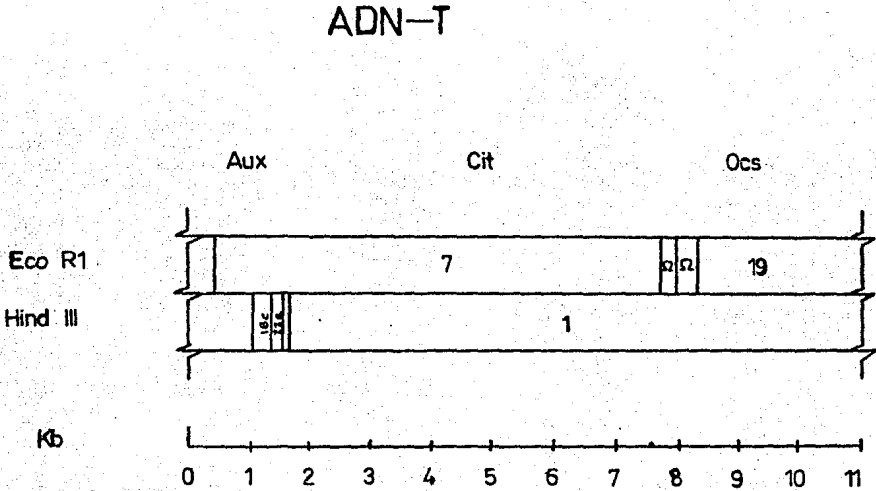 ADN—T
Aux Cit Ocs
Eco R1 7 Ω Ω 19
Hind III 18c 1
Kb
0 1 2 3 4 5 6 7 8 9 10 11